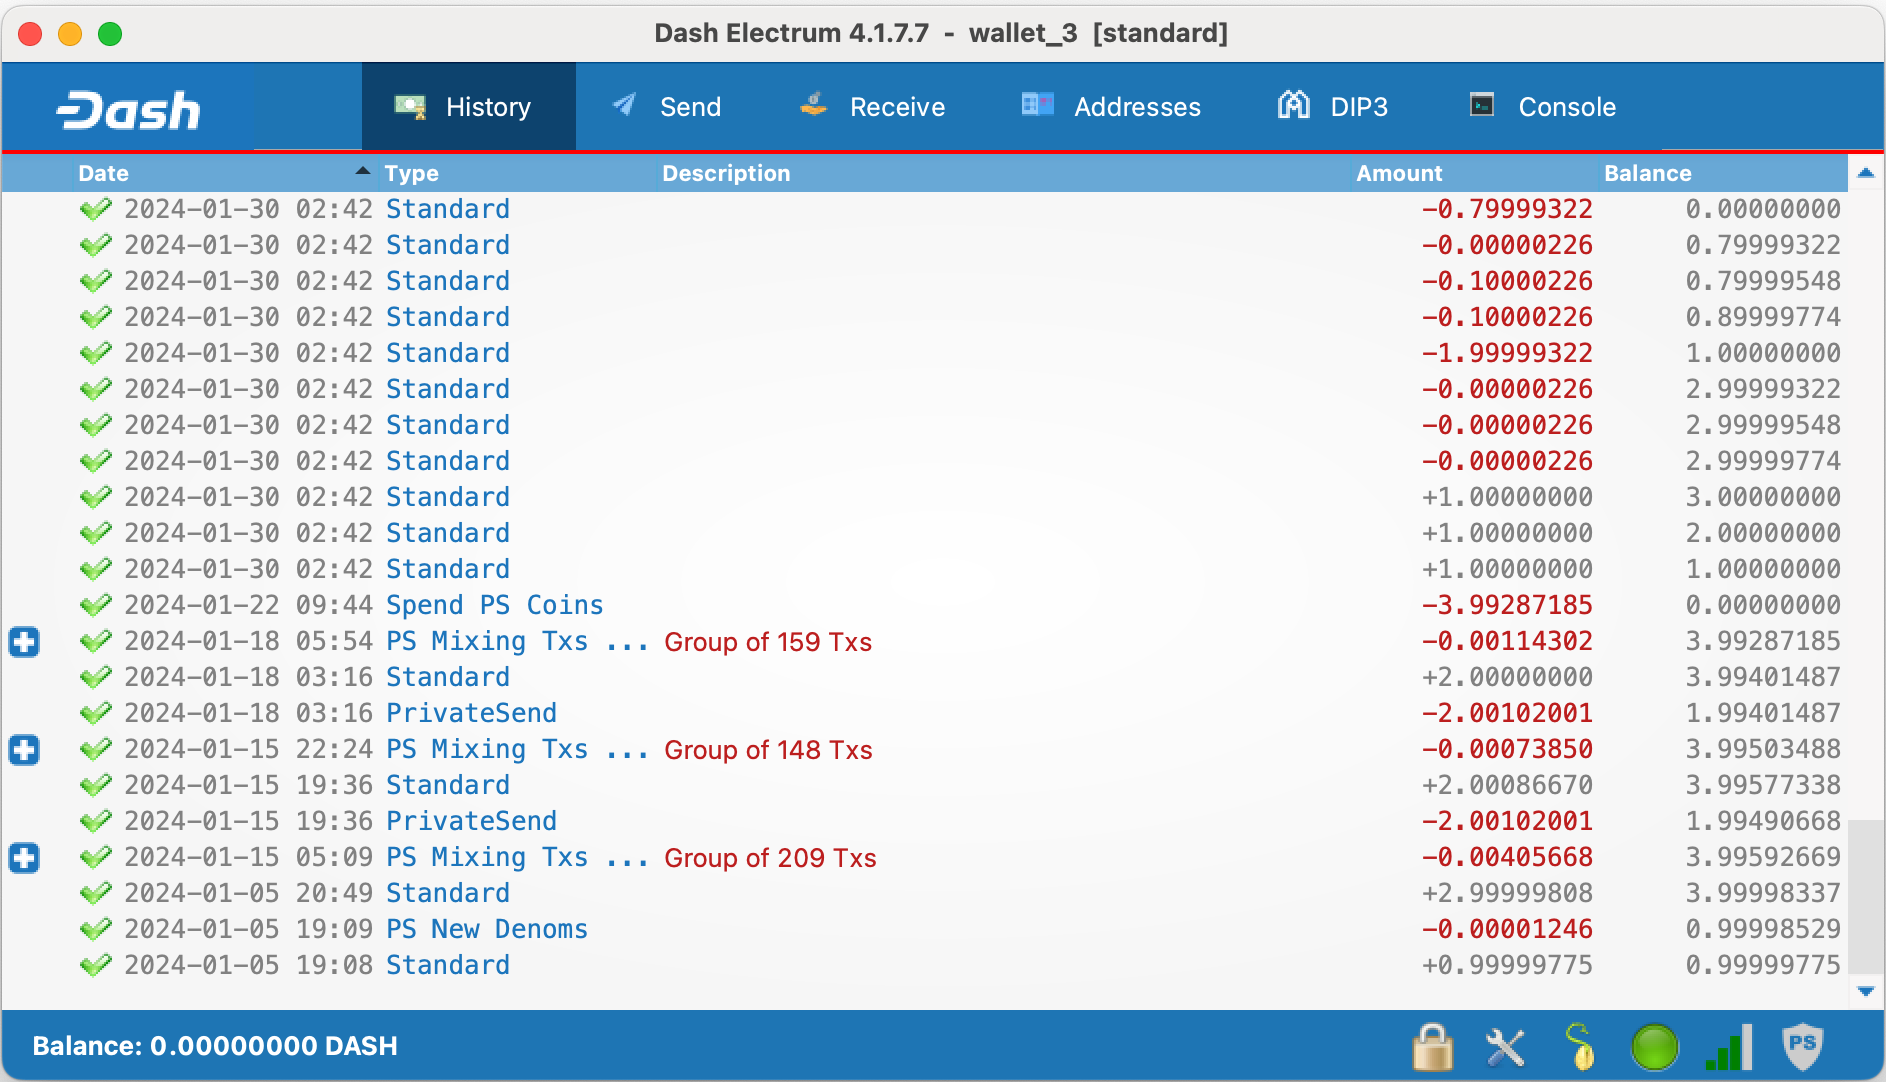 Dash Electrum 4.1.7.7 - wallet_3 [standard]
Dash History Send Receive Addresses DIP3 Console
Date Type Description Amount Balance
2024-01-30 02:42 Standard -0.79999322 0.00000000
2024-01-30 02:42 Standard -0.00000226 0.79999322
2024-01-30 02:42 Standard -0.10000226 0.79999548
2024-01-30 02:42 Standard -0.10000226 0.89999774
2024-01-30 02:42 Standard -1.99999322 1.00000000
2024-01-30 02:42 Standard -0.00000226 2.99999322
2024-01-30 02:42 Standard -0.00000226 2.99999548
2024-01-30 02:42 Standard -0.00000226 2.99999774
2024-01-30 02:42 Standard +1.00000000 3.00000000
2024-01-30 02:42 Standard +1.00000000 2.00000000
2024-01-30 02:42 Standard +1.00000000 1.00000000
2024-01-22 09:44 Spend PS Coins -3.99287185 0.00000000
2024-01-18 05:54 PS Mixing Txs ... Group of 159 Txs -0.00114302 3.99287185
2024-01-18 03:16 Standard +2.00000000 3.99401487
2024-01-18 03:16 PrivateSend -2.00102001 1.99401487
2024-01-15 22:24 PS Mixing Txs ... Group of 148 Txs -0.00073850 3.99503488
2024-01-15 19:36 Standard +2.00086670 3.99577338
2024-01-15 19:36 PrivateSend -2.00102001 1.99490668
2024-01-15 05:09 PS Mixing Txs ... Group of 209 Txs -0.00405668 3.99592669
2024-01-05 20:49 Standard +2.99999808 3.99998337
2024-01-05 19:09 PS New Denoms -0.00001246 0.99998529
2024-01-05 19:08 Standard +0.99999775 0.99999775
Balance: 0.00000000 DASH PS